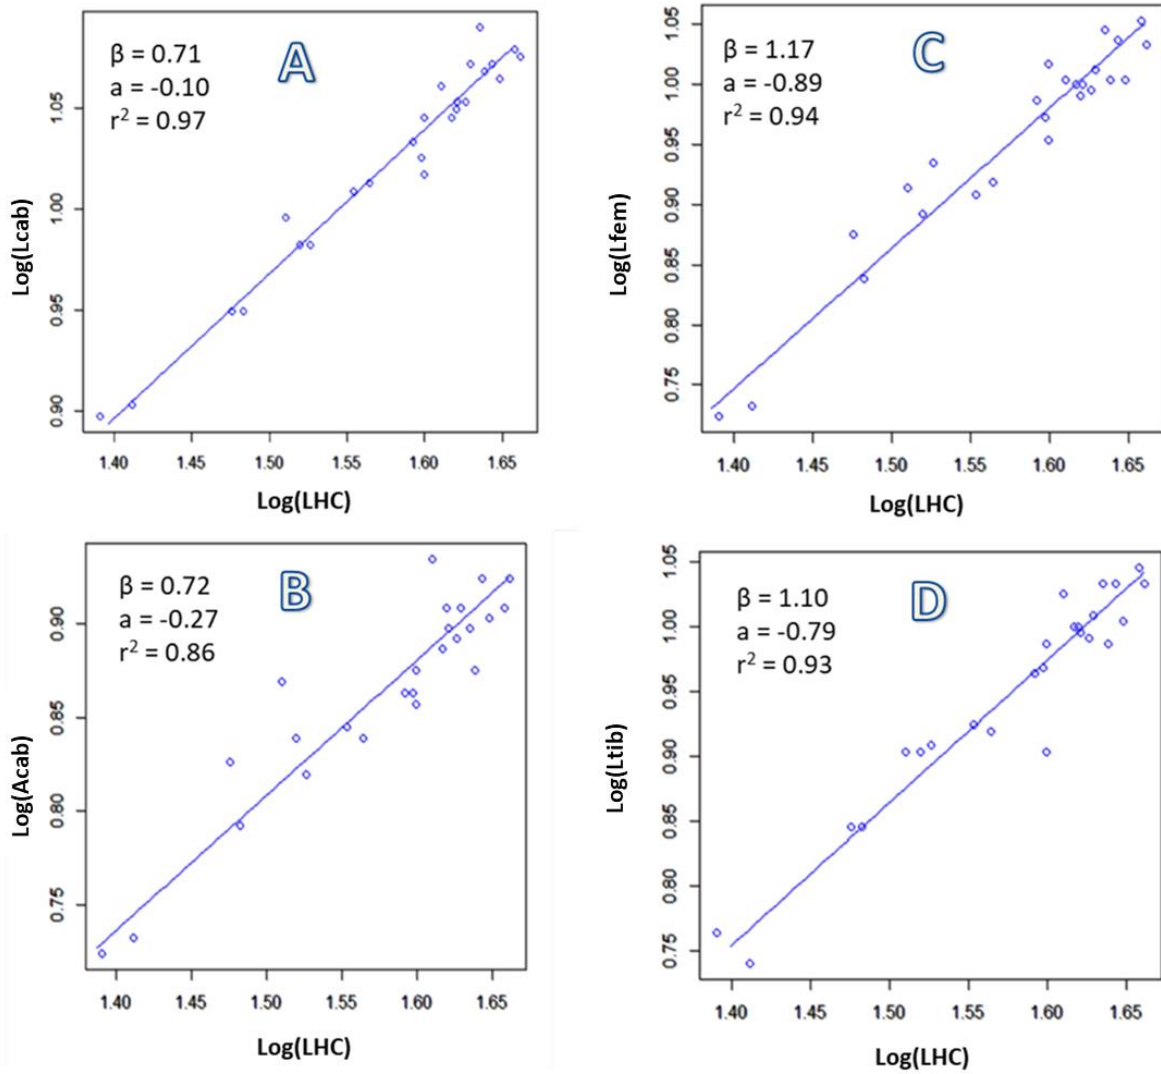 β = 0.71
a = -0.10
r² = 0.97
A
Log(Lcab)
1.05
1.00
0.95
0.90
1.40 1.45 1.50 1.55 1.60 1.65
Log(LHC)
β = 1.17
a = -0.89
r² = 0.94
C
Log(Lfem)
1.05
1.00
0.95
0.90
0.85
0.80
0.75
1.40 1.45 1.50 1.55 1.60 1.65
Log(LHC)
β = 0.72
a = -0.27
r² = 0.86
B
Log(Acab)
0.90
0.85
0.80
0.75
1.40 1.45 1.50 1.55 1.60 1.65
Log(LHC)
β = 1.10
a = -0.79
r² = 0.93
D
Log(Ltib)
1.05
1.00
0.95
0.90
0.85
0.80
0.75
1.40 1.45 1.50 1.55 1.60 1.65
Log(LHC)